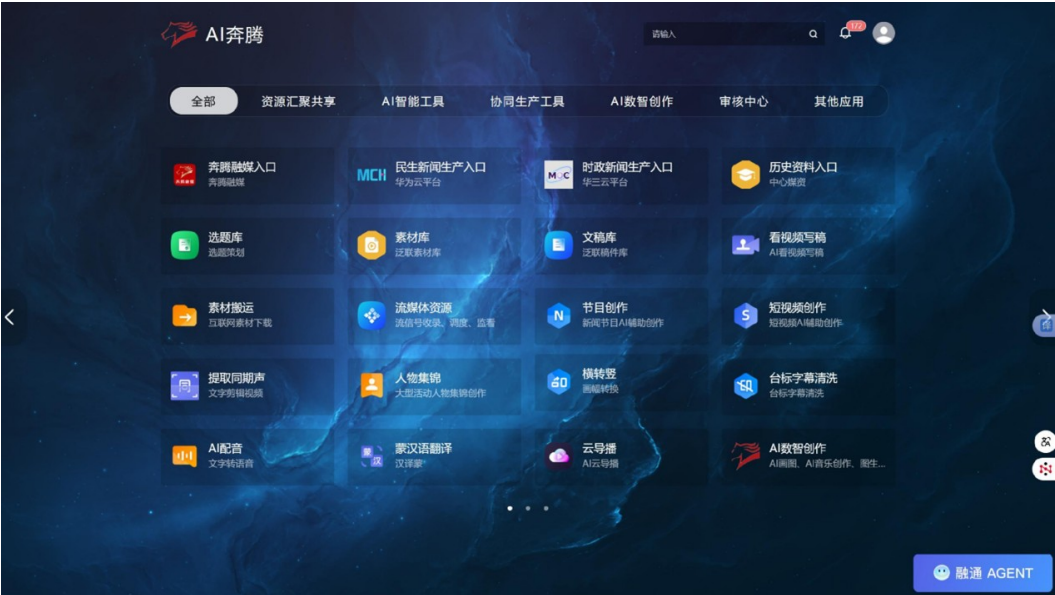 AI奔腾
请输入
172
全部
资源汇聚共享
AI智能工具
协同生产工具
AI数智创作
审核中心
其他应用
奔腾融媒入口
奔腾融媒
MCH
民生新闻生产入口
华为云平台
时政新闻生产入口
华三云平台
历史资料入口
中心媒资
选题库
选题策划
素材库
泛联素材库
文稿库
泛联稿件库
看视频写稿
AI看视频写稿
素材搬运
互联网素材下载
流媒体资源
流信号收录、调度、监看
N
节目创作
新闻节目AI辅助创作
S
短视频创作
短视频AI辅助创作
提取同期声
文字剪辑视频
人物集锦
大型活动人物集锦创作
横转竖
画幅转换
台标字幕清洗
台标字幕清洗
AI配音
文字转语音
蒙
汉
蒙汉语翻译
汉译蒙
云导播
AI云导播
AI数智创作
AI画图、AI音乐创作、图生...
融通 AGENT